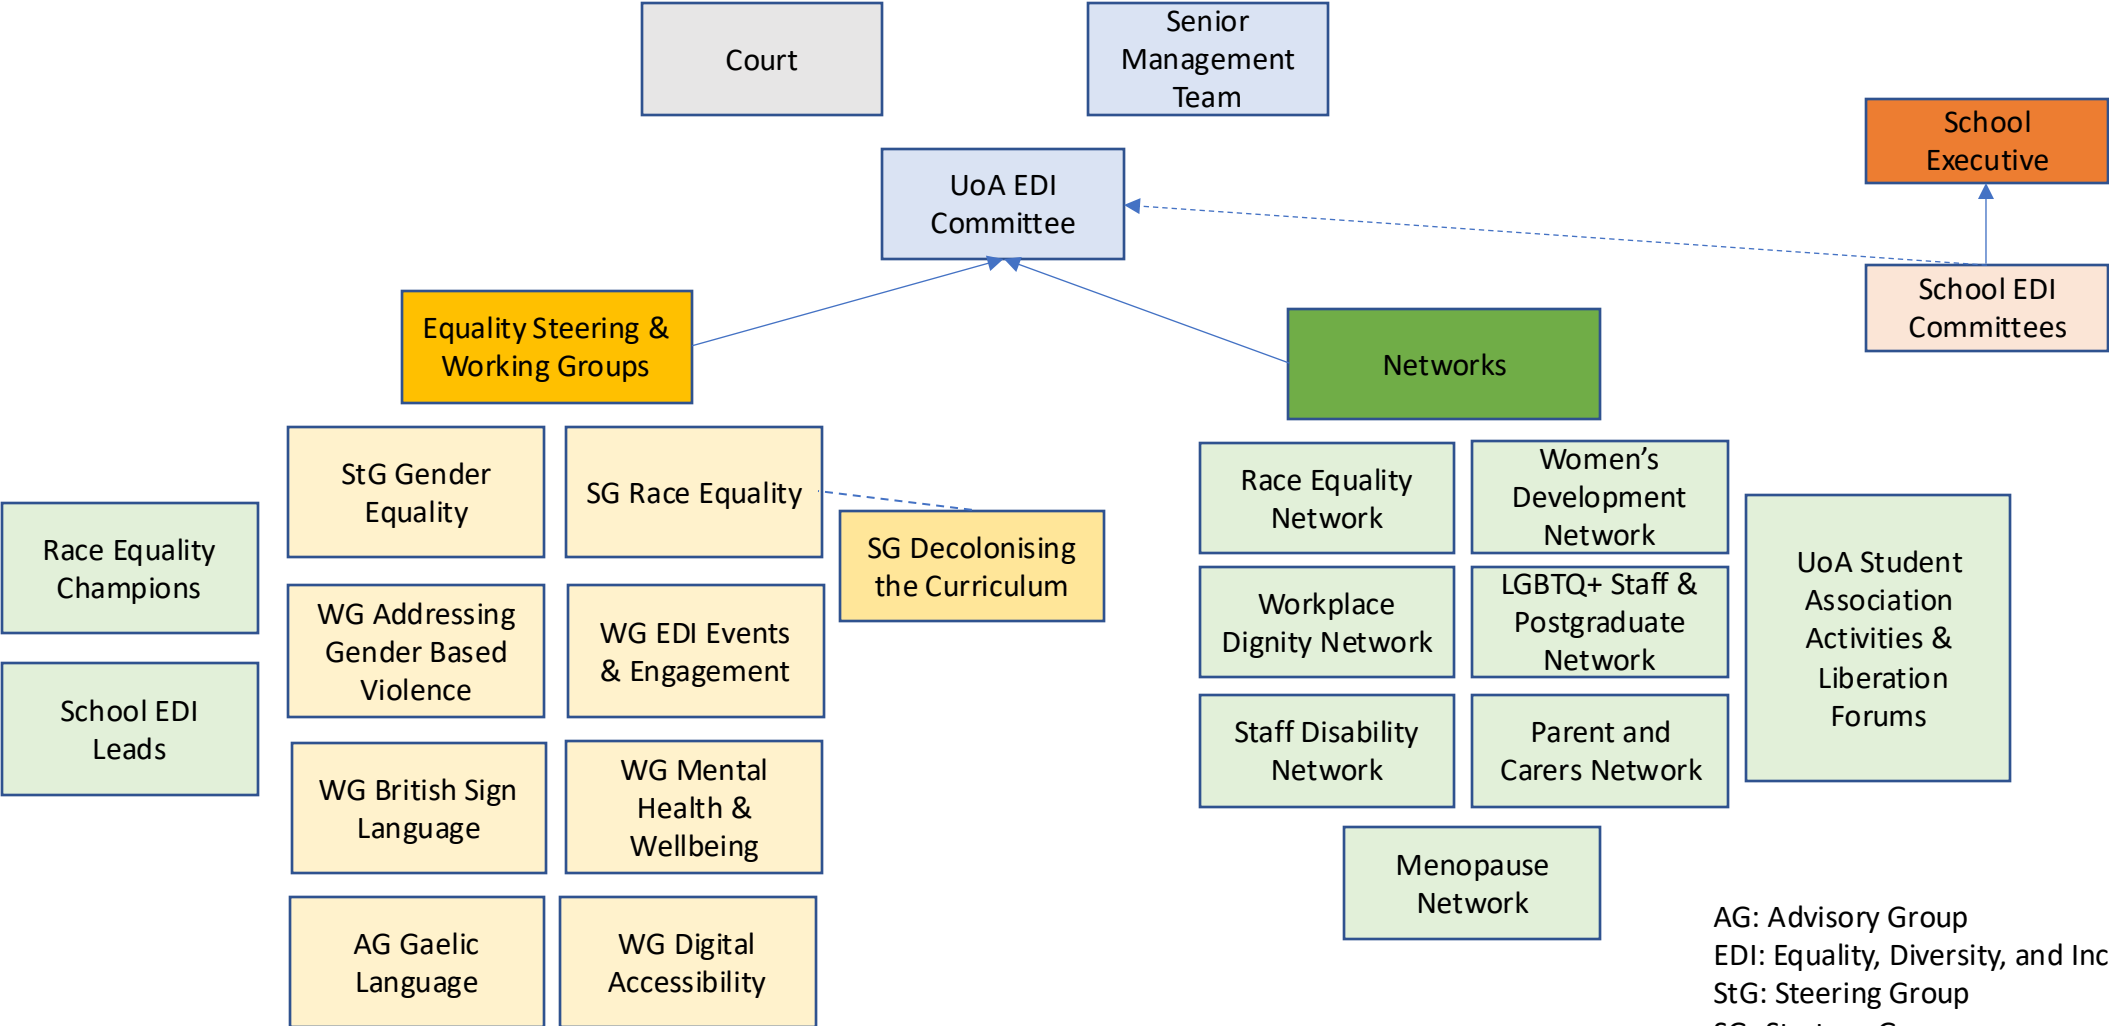 Court
Senior
Management
Team
School
Executive
UoA EDI
Committee
School EDI
Committees
Equality Steering &
Working Groups
Networks
StG Gender
Equality
SG Race Equality
SG Decolonising
the Curriculum
Race Equality
Champions
School EDI
Leads
WG Addressing
Gender Based
Violence
WG EDI Events
& Engagement
WG British Sign
Language
WG Mental
Health &
Wellbeing
AG Gaelic
Language
WG Digital
Accessibility
Race Equality
Network
Women’s
Development
Network
Workplace
Dignity Network
LGBTQ+ Staff &
Postgraduate
Network
Staff Disability
Network
Parent and
Carers Network
Menopause
Network
UoA Student
Association
Activities &
Liberation
Forums
AG: Advisory Group
EDI: Equality, Diversity, and Inc
StG: Steering Group